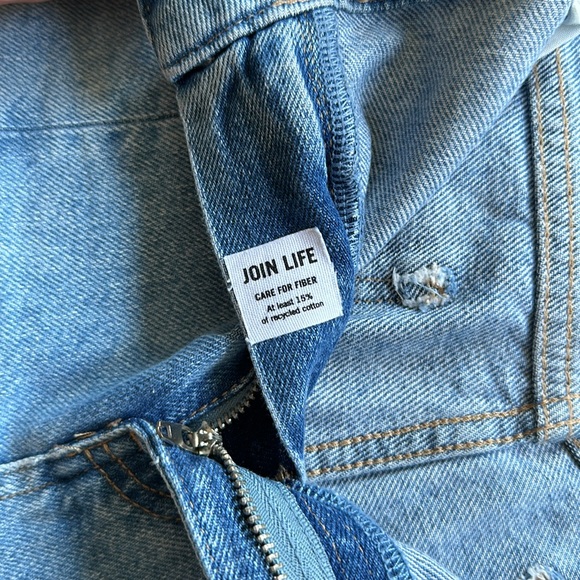 JOIN LIFE
CARE FOR FIBER
At least 15%
of recycled cotton